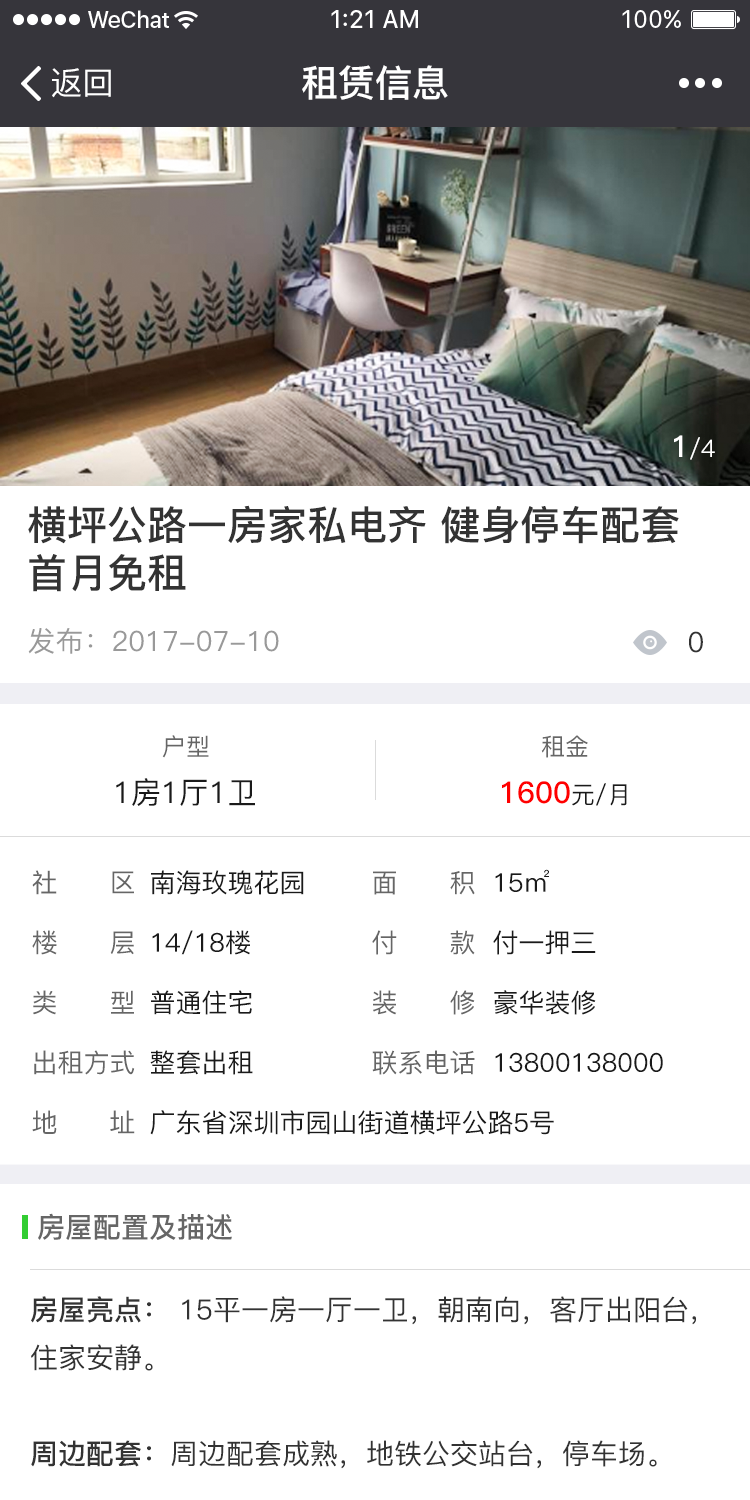 WeChat 1:21 AM 100%
返回 租赁信息
GREEN
1/4
横坪公路一房家私电齐 健身停车配套
首月免租
发布：2017-07-10 0
户型 租金
1房1厅1卫 1600元/月
社区 南海玫瑰花园 面积 15㎡
楼层 14/18楼 付款 付一押三
类型 普通住宅 装修 豪华装修
出租方式 整套出租 联系电话 13800138000
地址 广东省深圳市园山街道横坪公路5号
房屋配置及描述
房屋亮点： 15平一房一厅一卫，朝南向，客厅出阳台，
住家安静。
周边配套：周边配套成熟，地铁公交站台，停车场。